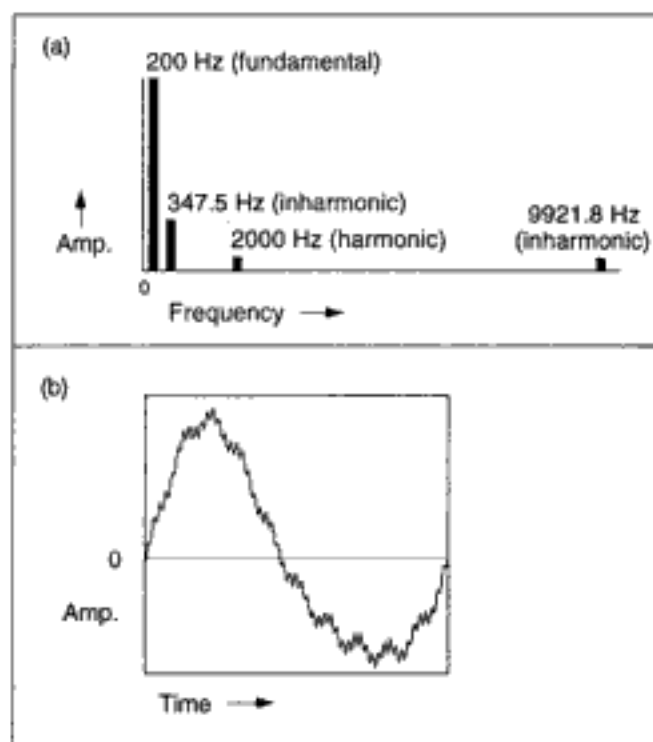 (a)
200 Hz (fundamental)
347.5 Hz (inharmonic)
9921.8 Hz
(inharmonic)
Amp.
2000 Hz (harmonic)
0
Frequency
(b)
0
Amp.
Time